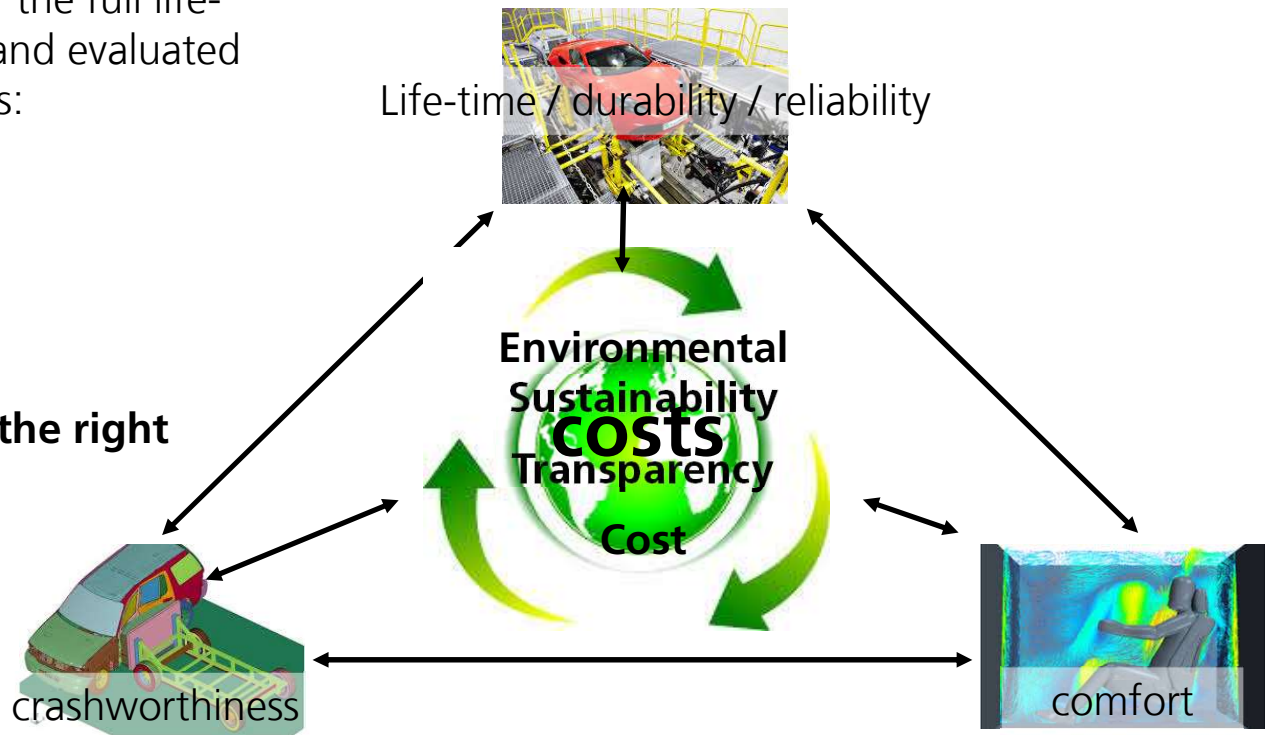 the full life-
and evaluated
s:
Life-time / durability / reliability
Environmental
Sustainability
costs
the right
Transparency
Cost
crashworthiness
comfort